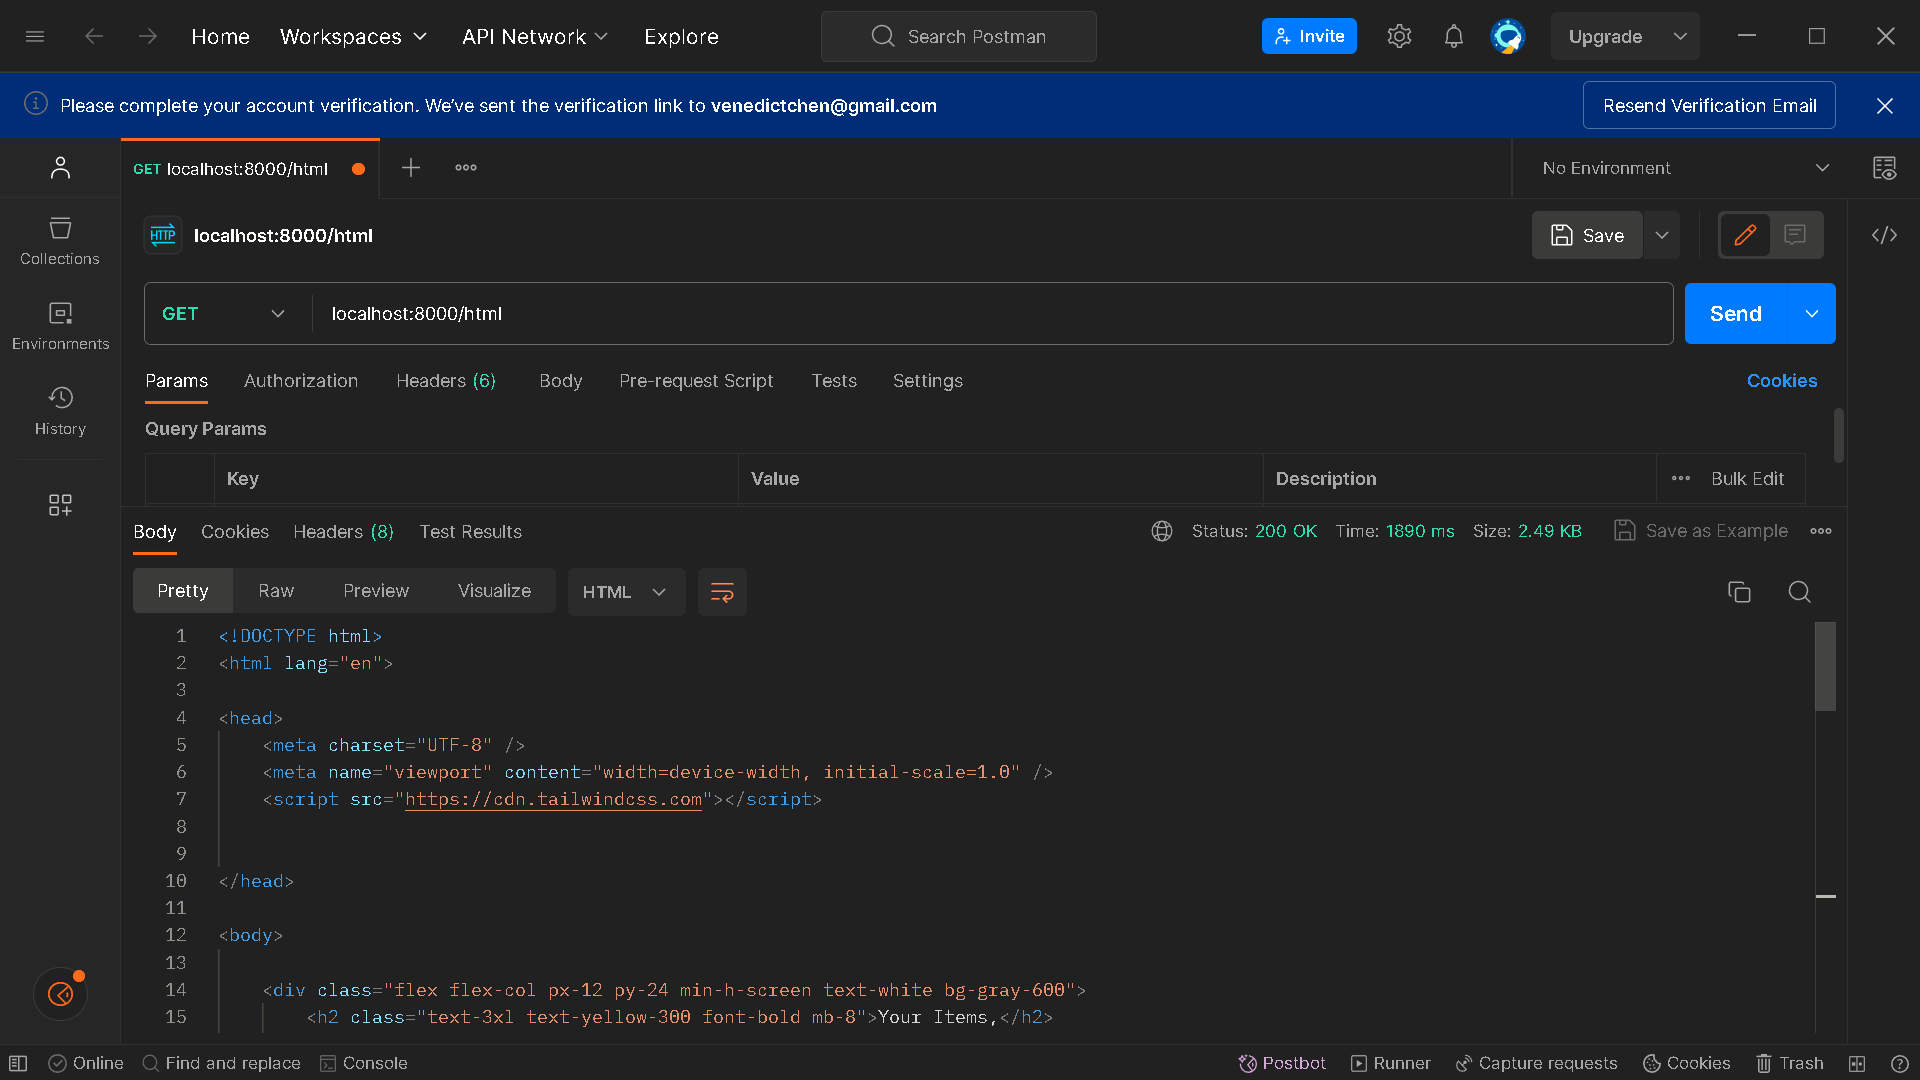 Home Workspaces API Network Explore Search Postman Invite Upgrade
Please complete your account verification. We’ve sent the verification link to venedictchen@gmail.com Resend Verification Email
GET localhost:8000/html No Environment
HTTP localhost:8000/html Save
Collections
GET localhost:8000/html Send
Environments
Params Authorization Headers (6) Body Pre-request Script Tests Settings Cookies
History
Query Params
Key Value Description Bulk Edit
Body Cookies Headers (8) Test Results Status: 200 OK Time: 1890 ms Size: 2.49 KB Save as Example
Pretty Raw Preview Visualize HTML
1 <!DOCTYPE html>
2 <html lang="en">
3
4 <head>
5 <meta charset="UTF-8" />
6 <meta name="viewport" content="width=device-width, initial-scale=1.0" />
7 <script src="https://cdn.tailwindcss.com"></script>
8
9
10 </head>
11
12 <body>
13
14 <div class="flex flex-col px-12 py-24 min-h-screen text-white bg-gray-600">
15 <h2 class="text-3xl text-yellow-300 font-bold mb-8">Your Items,</h2>
Online Find and replace Console Postbot Runner Capture requests Cookies Trash